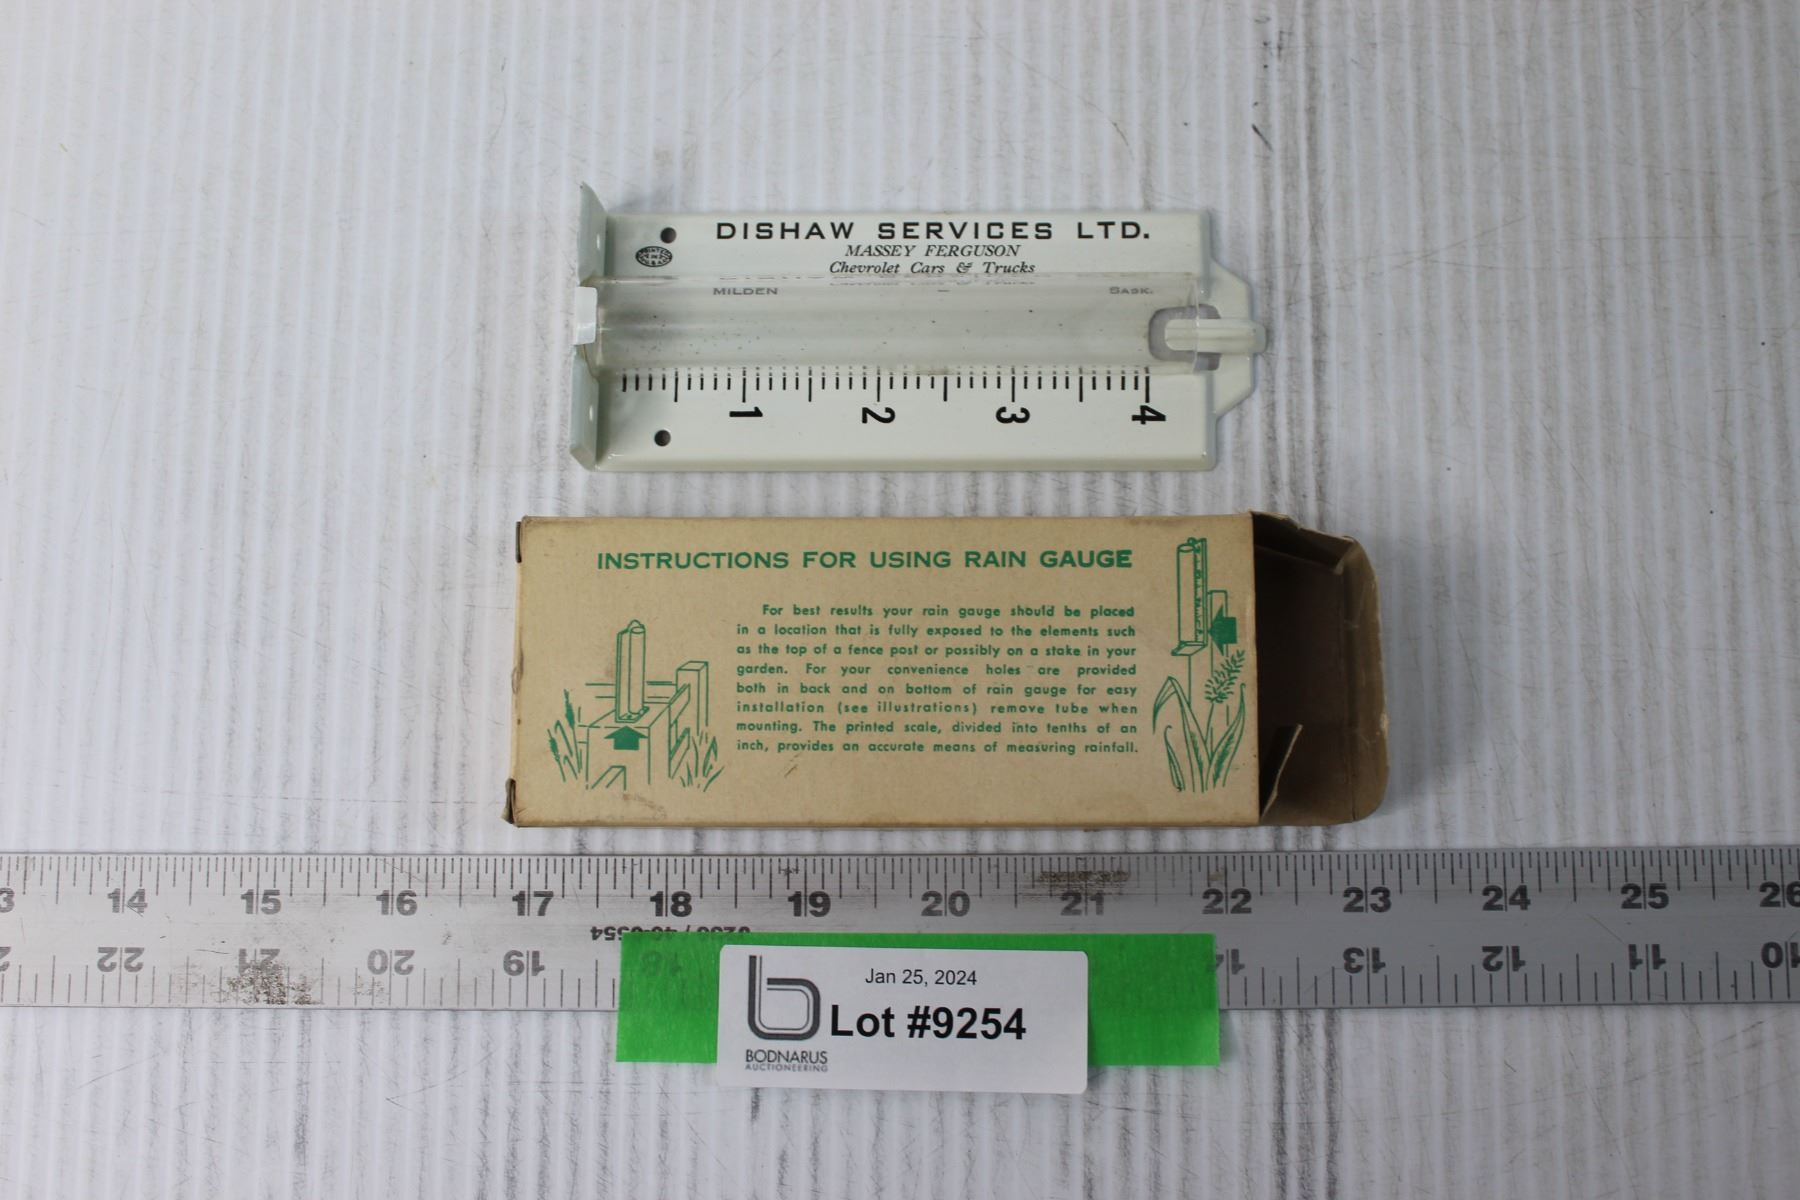 DISHAW SERVICES LTD.
MASSEY FERGUSON
Chevrolet Cars & Trucks
MILDEN – SASK.
1 2 3 4
INSTRUCTIONS FOR USING RAIN GAUGE
For best results your rain gauge should be placed
in a location that is fully exposed to the elements such
as the top of a fence post or possibly on a stake in your
garden. For your convenience holes are provided
both in back and on bottom of rain gauge for easy
installation (see illustrations) remove tube when
mounting. The printed scale, divided into tenths of an
inch, provides an accurate means of measuring rainfall.
13 14 15 16 17 18 19 20 21 22 23 24 25 26
22 21 20 19 18 14 13 12 11 10
Jan 25, 2024
Lot #9254
BODNARUS
AUCTIONEERING